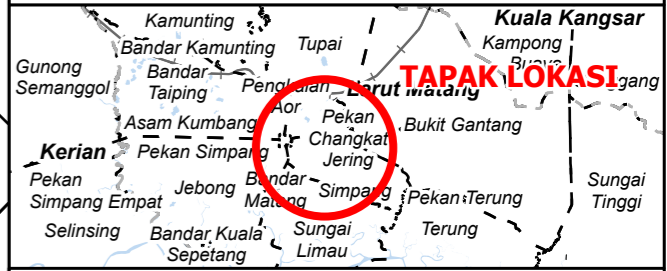 Kamunting
Kuala Kangsar
Bandar Kamunting
Tupai
Kampong
Gunong
Semanggol
Bandar
Taiping
Pengkalan
Aor
TAPAK LOKASI
Larut Matang
Asam Kumbang
Pekan
Changkat
Jering
Bukit Gantang
Kerian
Pekan Simpang
Pekan
Simpang Empat
Jebong
Bandar
Matang
Simpang
Pekan Terung
Sungai
Tinggi
Selinsing
Bandar Kuala
Sepetang
Sungai
Limau
Terung